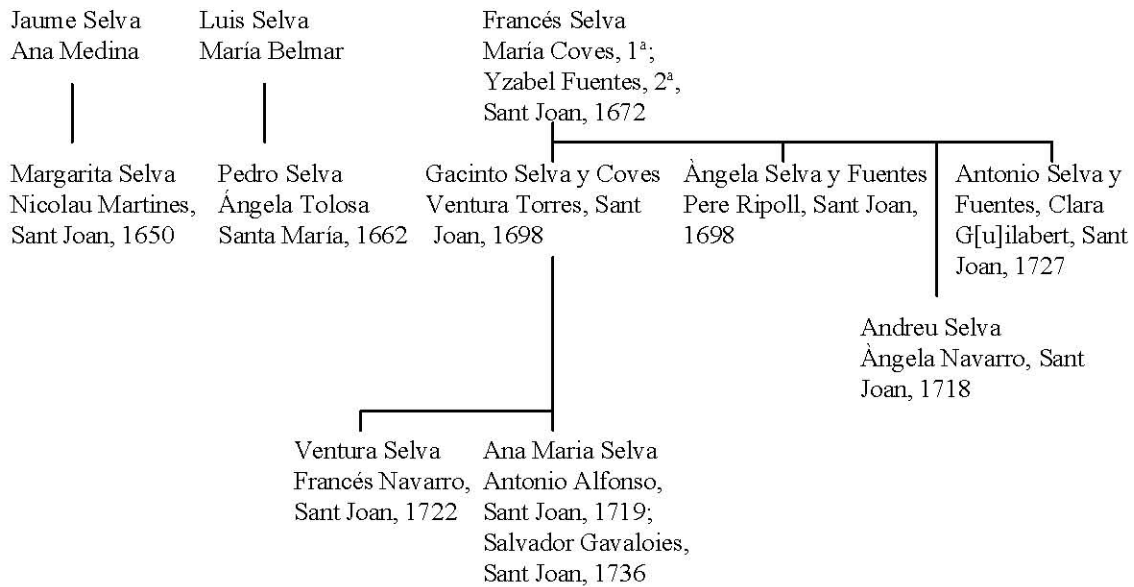 Jaume Selva
Ana Medina
Luis Selva
María Belmar
Francés Selva
María Coves, 1ª;
Yzabel Fuentes, 2ª,
Sant Joan, 1672
Margarita Selva
Nicolau Martines,
Sant Joan, 1650
Pedro Selva
Ángela Tolosa
Santa María, 1662
Gacinto Selva y Coves
Ventura Torres, Sant
Joan, 1698
Àngela Selva y Fuentes
Pere Ripoll, Sant Joan,
1698
Antonio Selva y
Fuentes, Clara
G[u]ilabert, Sant
Joan, 1727
Andreu Selva
Àngela Navarro, Sant
Joan, 1718
Ventura Selva
Francés Navarro,
Sant Joan, 1722
Ana Maria Selva
Antonio Alfonso,
Sant Joan, 1719;
Salvador Gavaloies,
Sant Joan, 1736